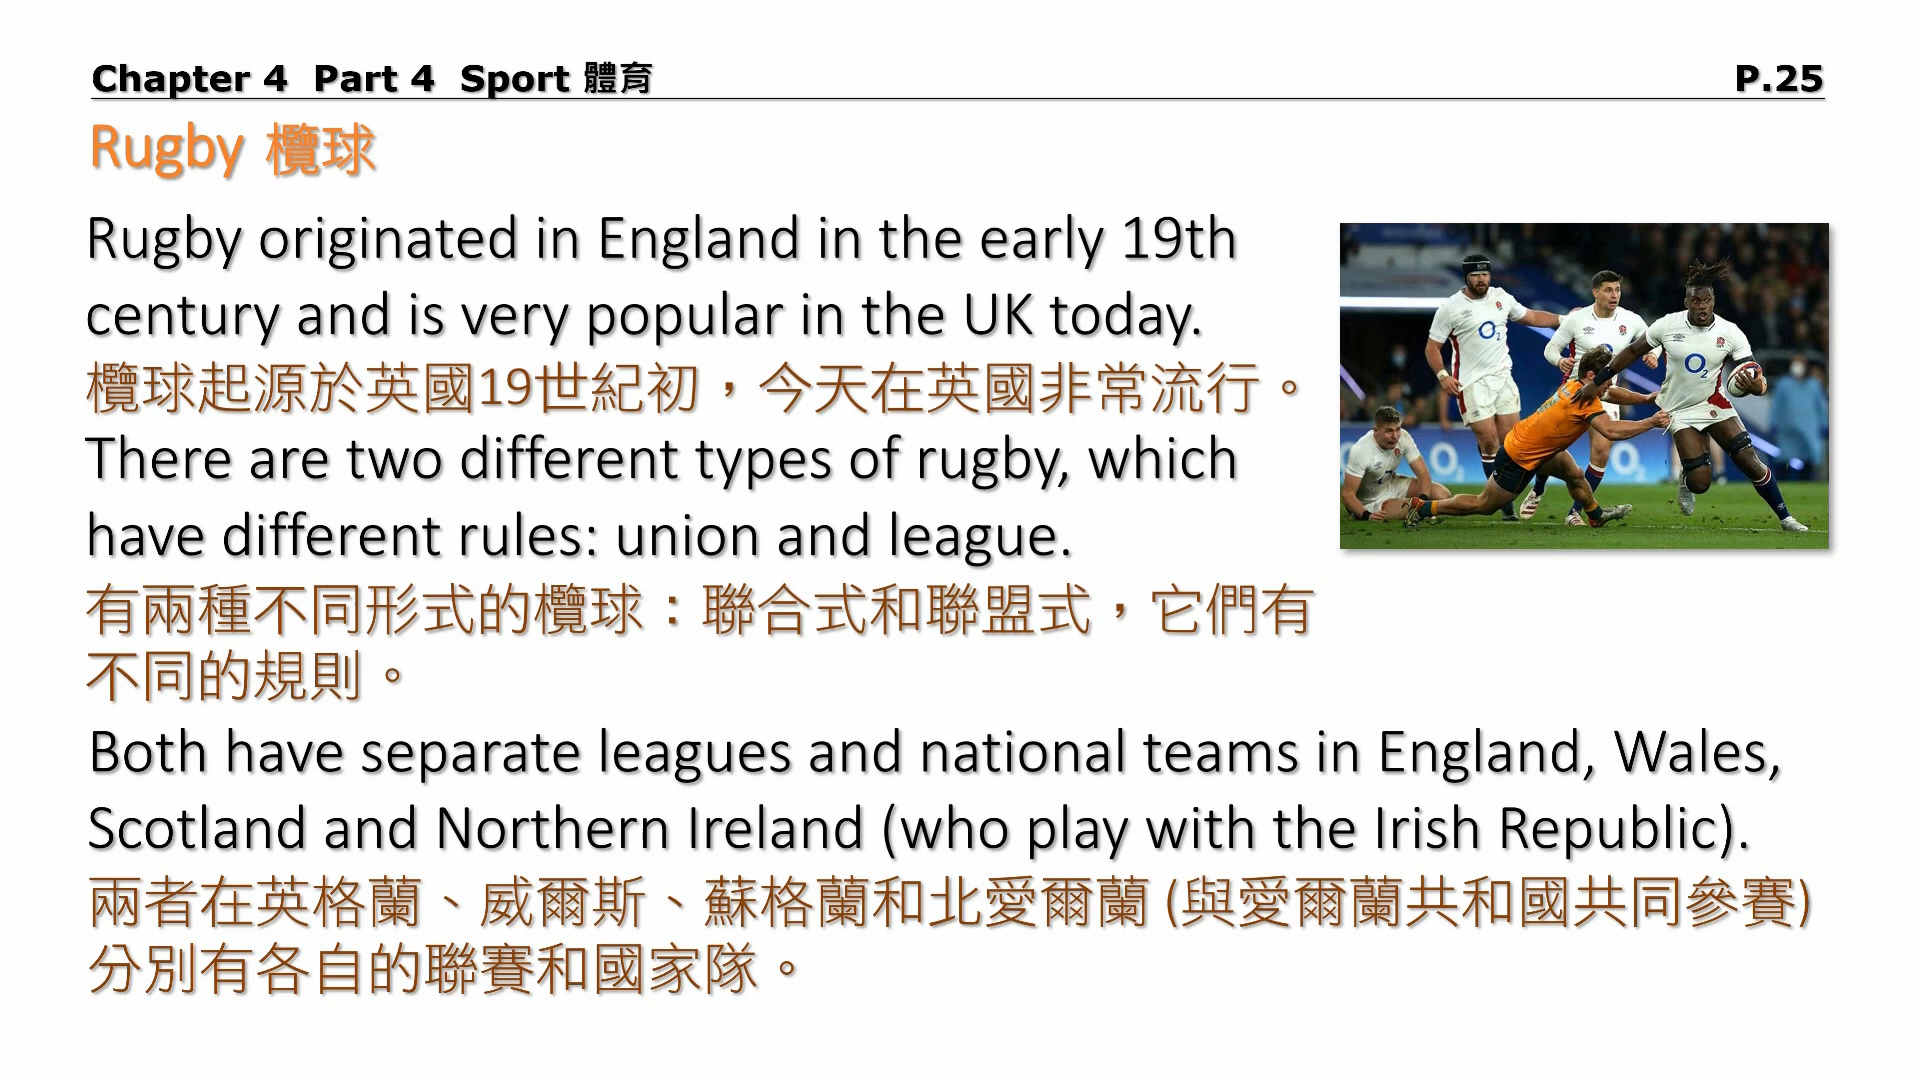 Chapter 4 Part 4 Sport 體育 P.25
Rugby 欖球
Rugby originated in England in the early 19th
century and is very popular in the UK today.
欖球起源於英國19世紀初，今天在英國非常流行。
There are two different types of rugby, which
have different rules: union and league.
有兩種不同形式的欖球：聯合式和聯盟式，它們有
不同的規則。
Both have separate leagues and national teams in England, Wales,
Scotland and Northern Ireland (who play with the Irish Republic).
兩者在英格蘭、威爾斯、蘇格蘭和北愛爾蘭 (與愛爾蘭共和國共同參賽)
分別有各自的聯賽和國家隊。
O2
O2
O2
O2